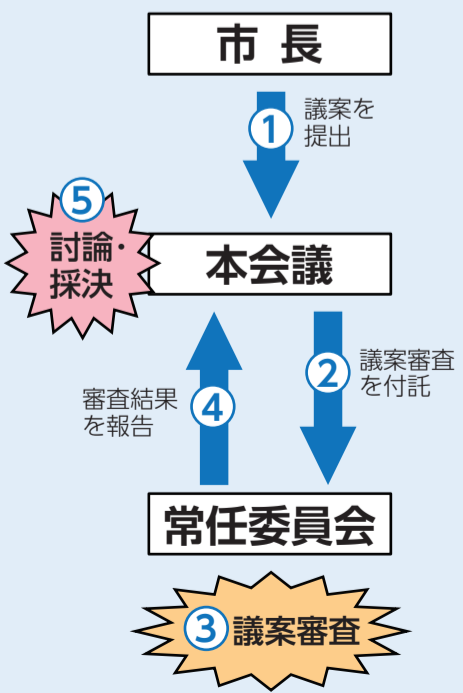 市長
①
議案を
提出
⑤
討論・
採決
本会議
②
議案審査
を付託
④
審査結果
を報告
常任委員会
③議案審査